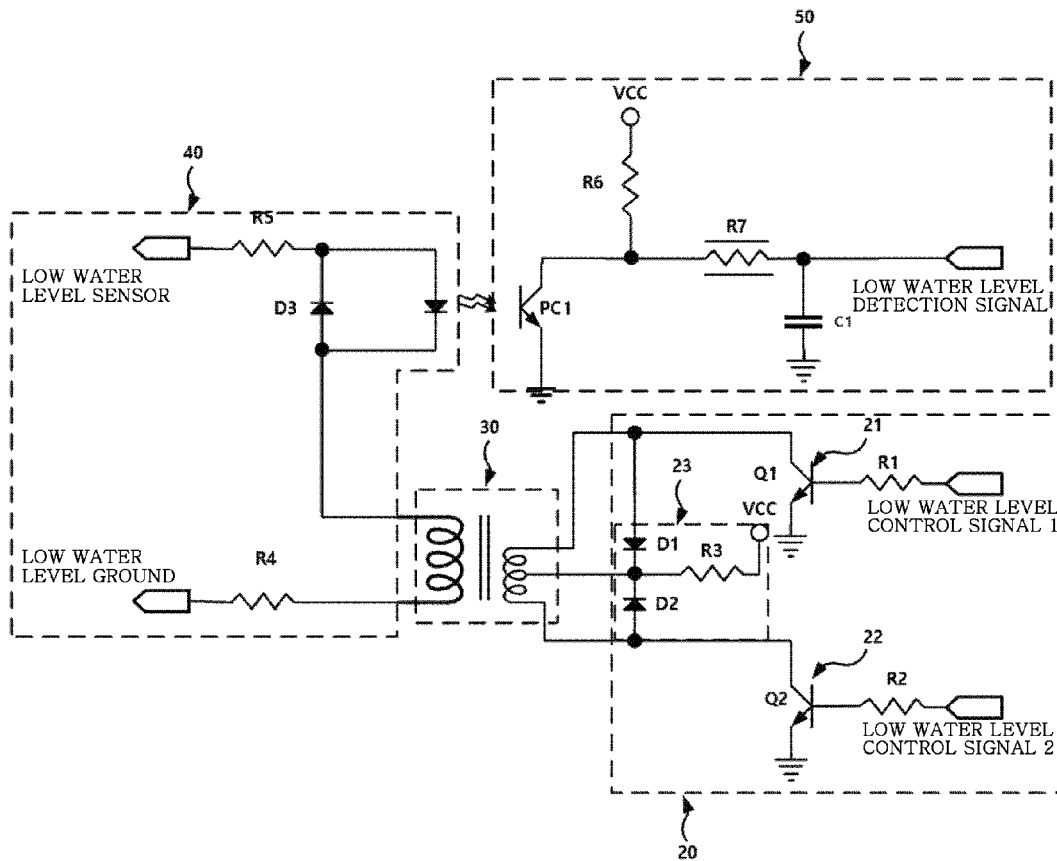 50
VCC
40
R6
R5
R7
LOW WATER
LEVEL SENSOR
D3
PC1
C1
LOW WATER LEVEL
DETECTION SIGNAL
30
21
23
Q1
R1
VCC
LOW WATER LEVEL
CONTROL SIGNAL 1
LOW WATER
LEVEL GROUND
R4
D1
R3
D2
22
Q2
R2
LOW WATER LEVEL
CONTROL SIGNAL 2
20